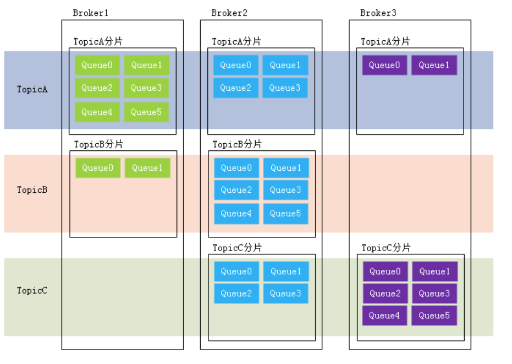 Broker1 Broker2 Broker3
TopicA分片 TopicA分片 TopicA分片
Queue0 Queue1 Queue0 Queue1 Queue0 Queue1
TopicA Queue2 Queue3 Queue2 Queue3
Queue4 Queue5
TopicB分片 TopicB分片
Queue0 Queue1 Queue0 Queue1
TopicB Queue2 Queue3
Queue4 Queue5
TopicC分片 TopicC分片
Queue0 Queue1 Queue0 Queue1
TopicC Queue2 Queue3 Queue2 Queue3
Queue4 Queue5